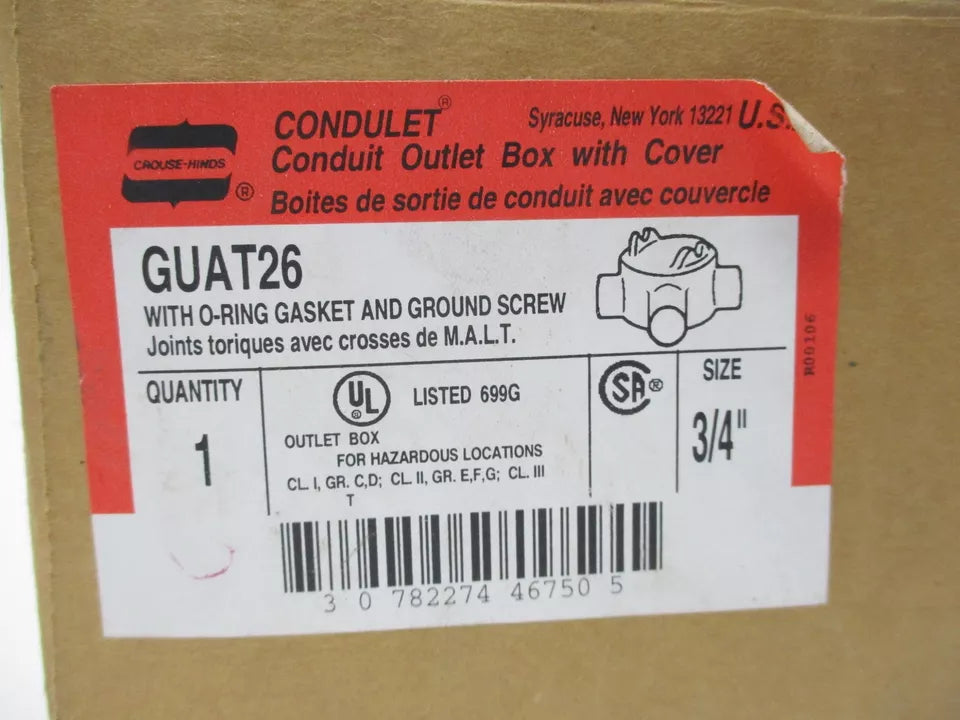 CONDULET®
Syracuse, New York 13221 U.S.
Conduit Outlet Box with Cover
Boites de sortie de conduit avec couvercle
CROUSE-HINDS
®
GUAT26
WITH O-RING GASKET AND GROUND SCREW
Joints toriques avec crosses de M.A.L.T.
R00106
QUANTITY
1
UL
®
LISTED 699G
OUTLET BOX
FOR HAZARDOUS LOCATIONS
CL. I, GR. C,D; CL. II, GR. E,F,G; CL. III
T
SA®
SIZE
3/4"
3 0 782274 46750 5